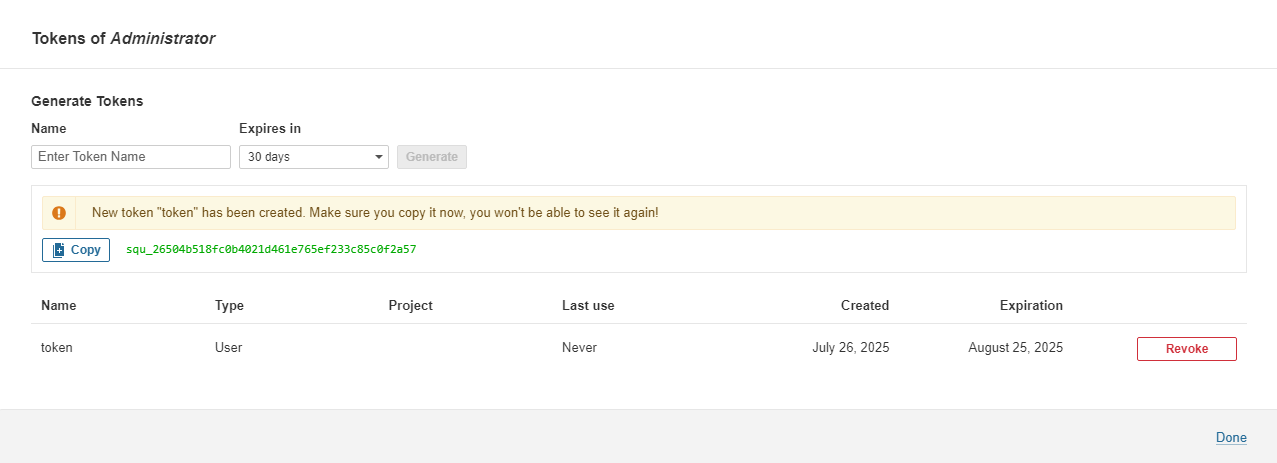 Tokens of Administrator
Generate Tokens
Name Expires in
Enter Token Name 30 days Generate
New token "token" has been created. Make sure you copy it now, you won't be able to see it again!
Copy squ_26504b518fc0b4021d461e765ef233c85c0f2a57
Name Type Project Last use Created Expiration
token User Never July 26, 2025 August 25, 2025 Revoke
Done